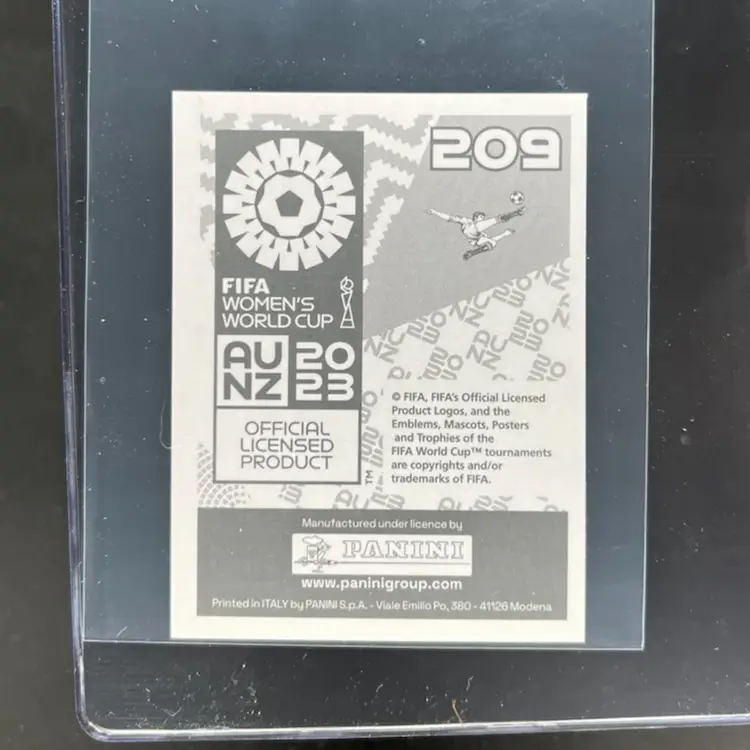 209
FIFA
WOMEN'S
WORLD CUP
AU 20
NZ 23
OFFICIAL
LICENSED
PRODUCT
TM
© FIFA, FIFA's Official Licensed
Product Logos, and the
Emblems, Mascots, Posters
and Trophies of the
FIFA World Cup™ tournaments
are copyrights and/or
trademarks of FIFA.
Manufactured under licence by
PANINI
www.paninigroup.com
Printed in ITALY by PANINI S.p.A. - Viale Emilio Po, 380 - 41126 Modena